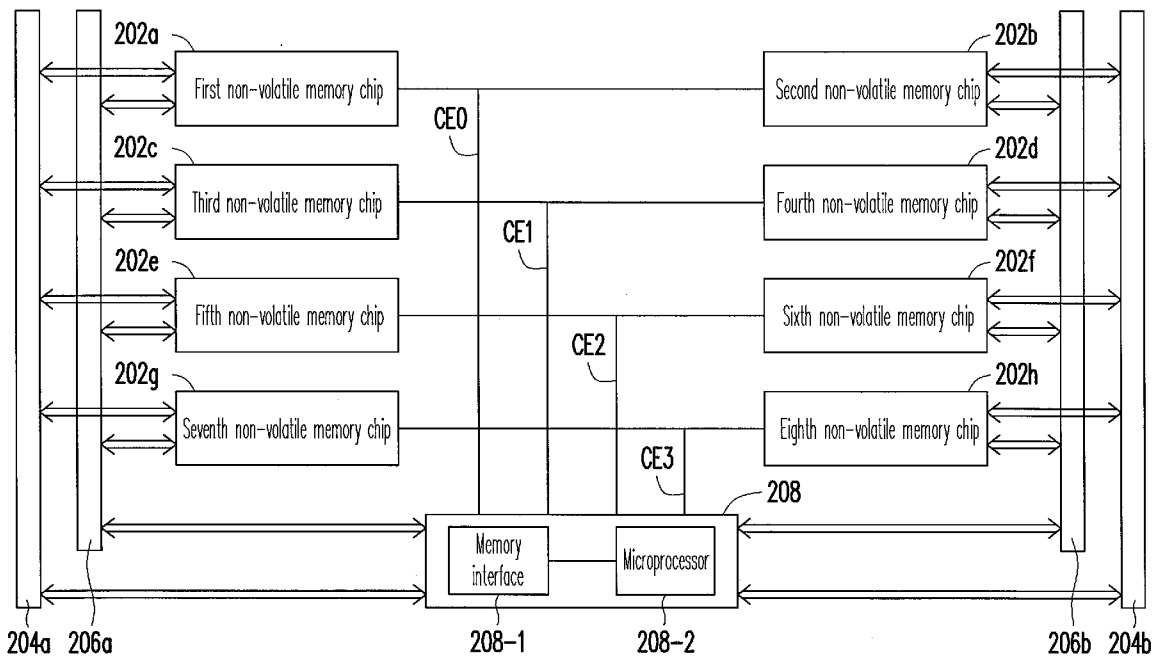 202a
202b
First non-volatile memory chip
Second non-volatile memory chip
CE0
202c
202d
Third non-volatile memory chip
Fourth non-volatile memory chip
CE1
202e
202f
Fifth non-volatile memory chip
Sixth non-volatile memory chip
CE2
202g
202h
Seventh non-volatile memory chip
Eighth non-volatile memory chip
CE3
208
Memory
interface
Microprocessor
204a
206a
208-1
208-2
206b
204b